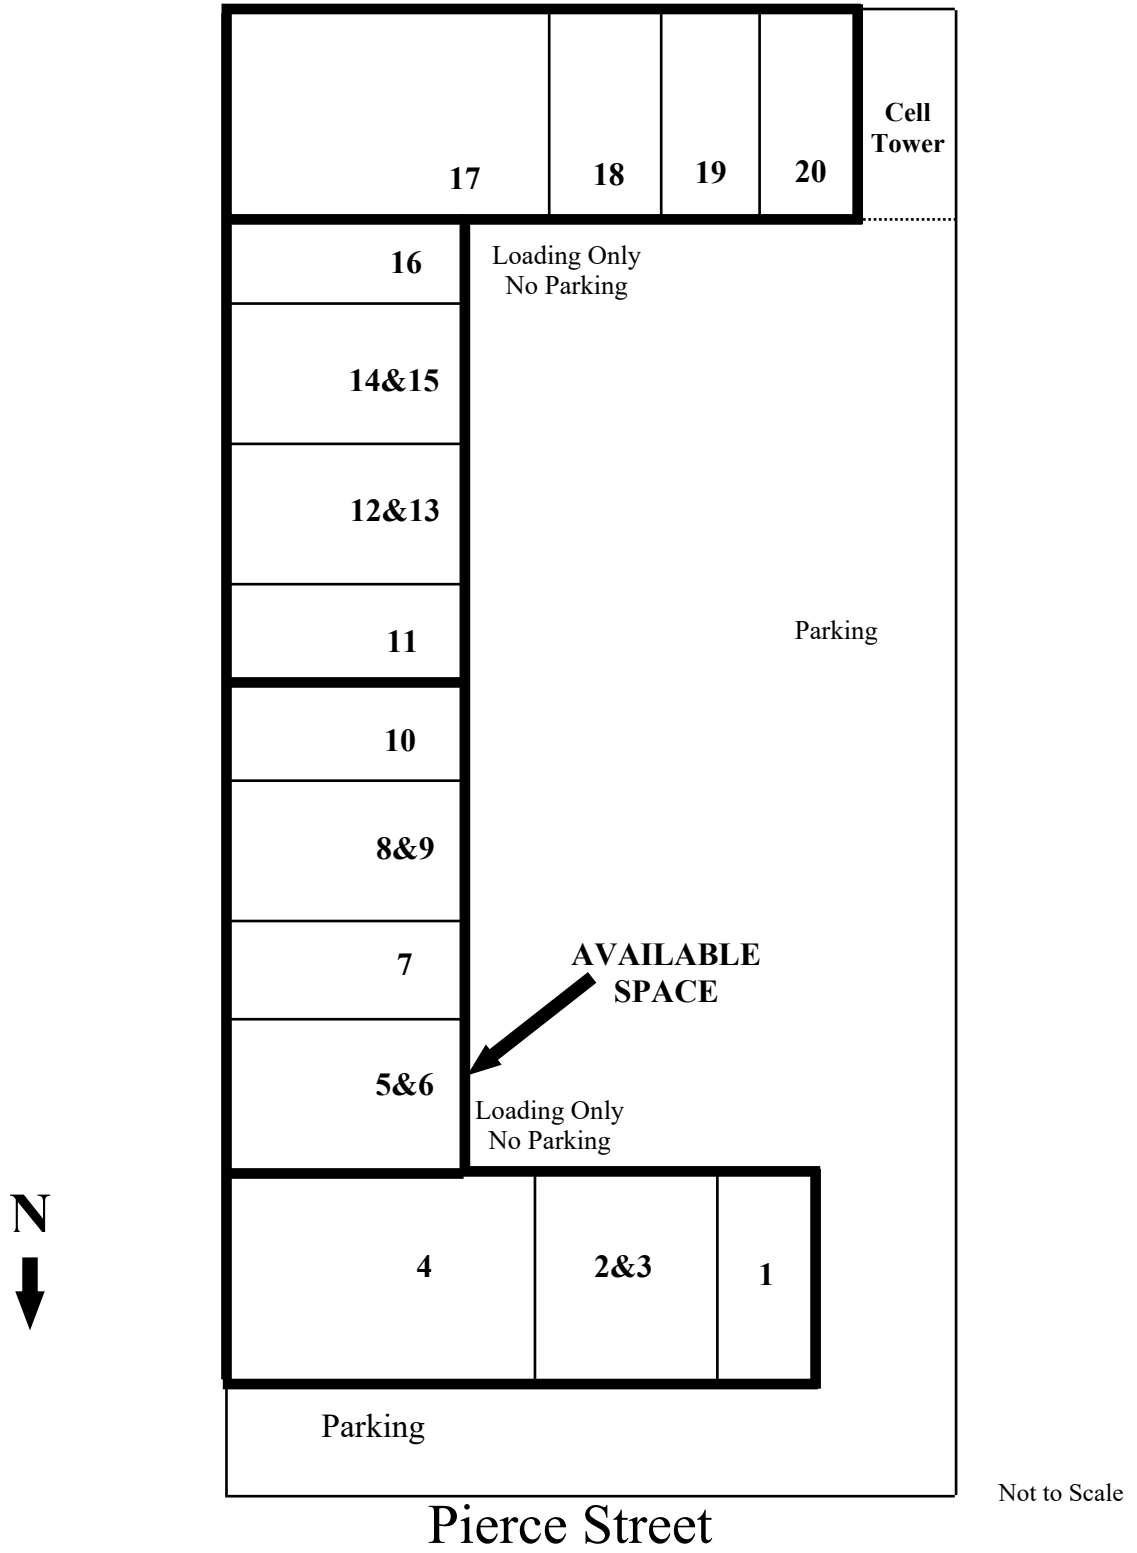 Cell
Tower
17
18
19
20
16
Loading Only
No Parking
14&15
12&13
11
Parking
10
8&9
7
AVAILABLE
SPACE
5&6
Loading Only
No Parking
N
4
2&3
1
Parking
Not to Scale
Pierce Street